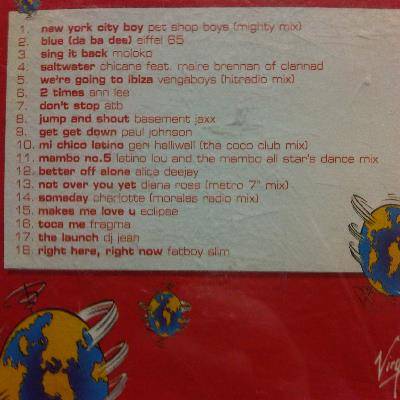 1. new york city boy pet shop boys (mighty mix)
2. blue (da ba dee) eiffel 65
3. sing it back moloko
4. saltwater chicane feat. maire brennan of clannad
5. we're going to ibiza vengaboys (hitradio mix)
6. 2 times ann lee
7. don't stop atb
8. jump and shout basement jaxx
9. get get down paul johnson
10. mi chico latino geri halliwell (the coco club mix)
11. mambo no.5 latino lou and the mambo all star's dance mix
12. better off alone alice deejay
13. not over you yet diana ross (metro 7" mix)
14. someday charlotte (morales radio mix)
15. makes me love u eclipse
16. toca me fragma
17. the launch dj jean
18. right here, right now fatboy slim